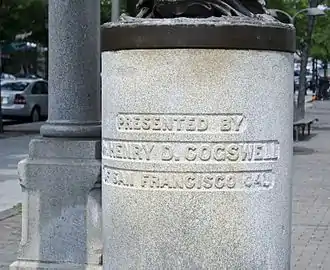 PRESENTED BY
HENRY D. COGSWELL
OF SAN FRANCISCO CAL